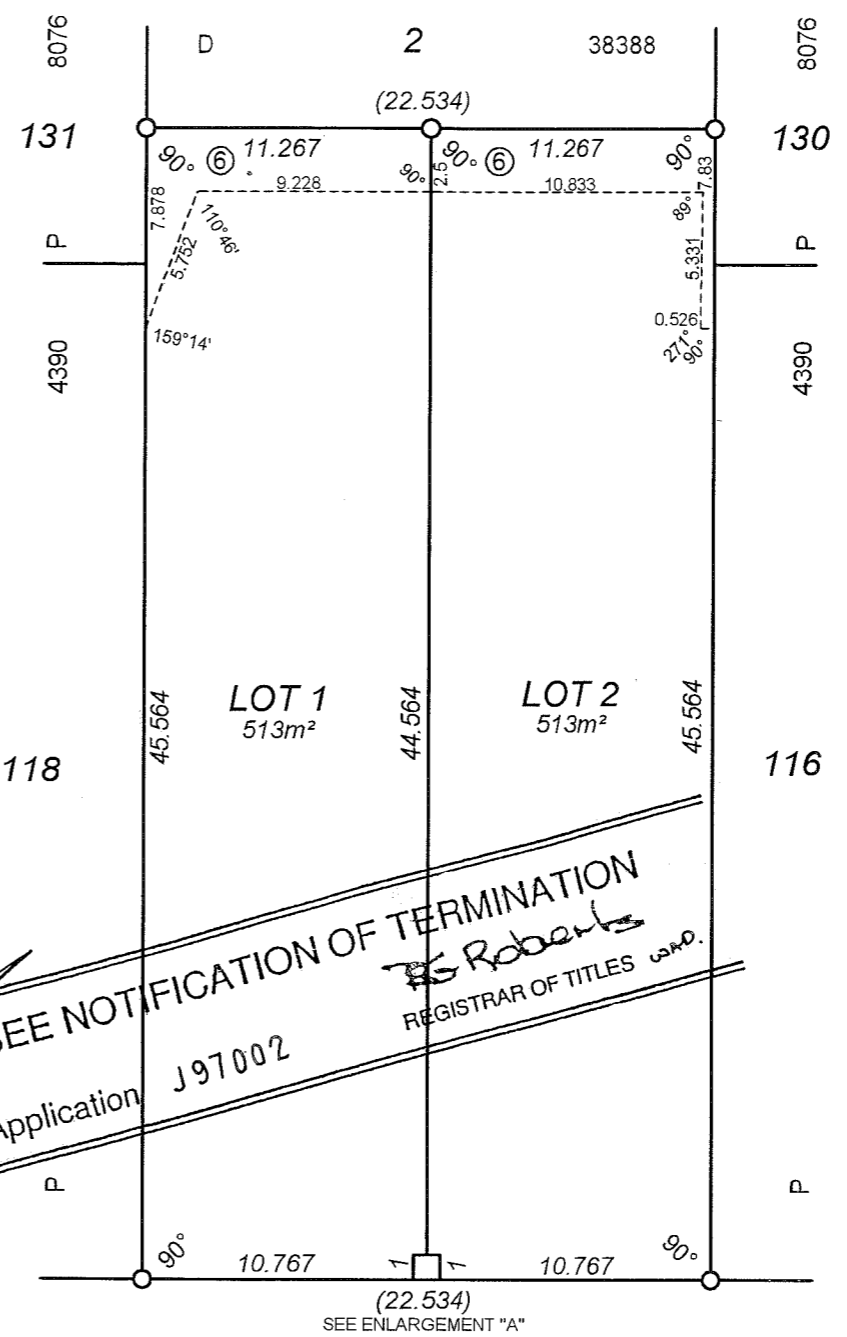 8076 D 2 38388 8076
(22.534)
131 130
90° ⑥ 11.267 90° ⑥ 11.267 90°
7.878 9.228 90° 2.5 10.833 7.83
110°46' 89°
P 5.752 5.331 P
159°14' 0.526
271° 90°
4390 4390
LOT 1 LOT 2
513m² 513m²
45.564 44.564 45.564
118 116
SEE NOTIFICATION OF TERMINATION
RG Roberts
REGISTRAR OF TITLES
Application J97002
P P
90° 10.767 1 1 10.767 90°
(22.534)
SEE ENLARGEMENT "A"